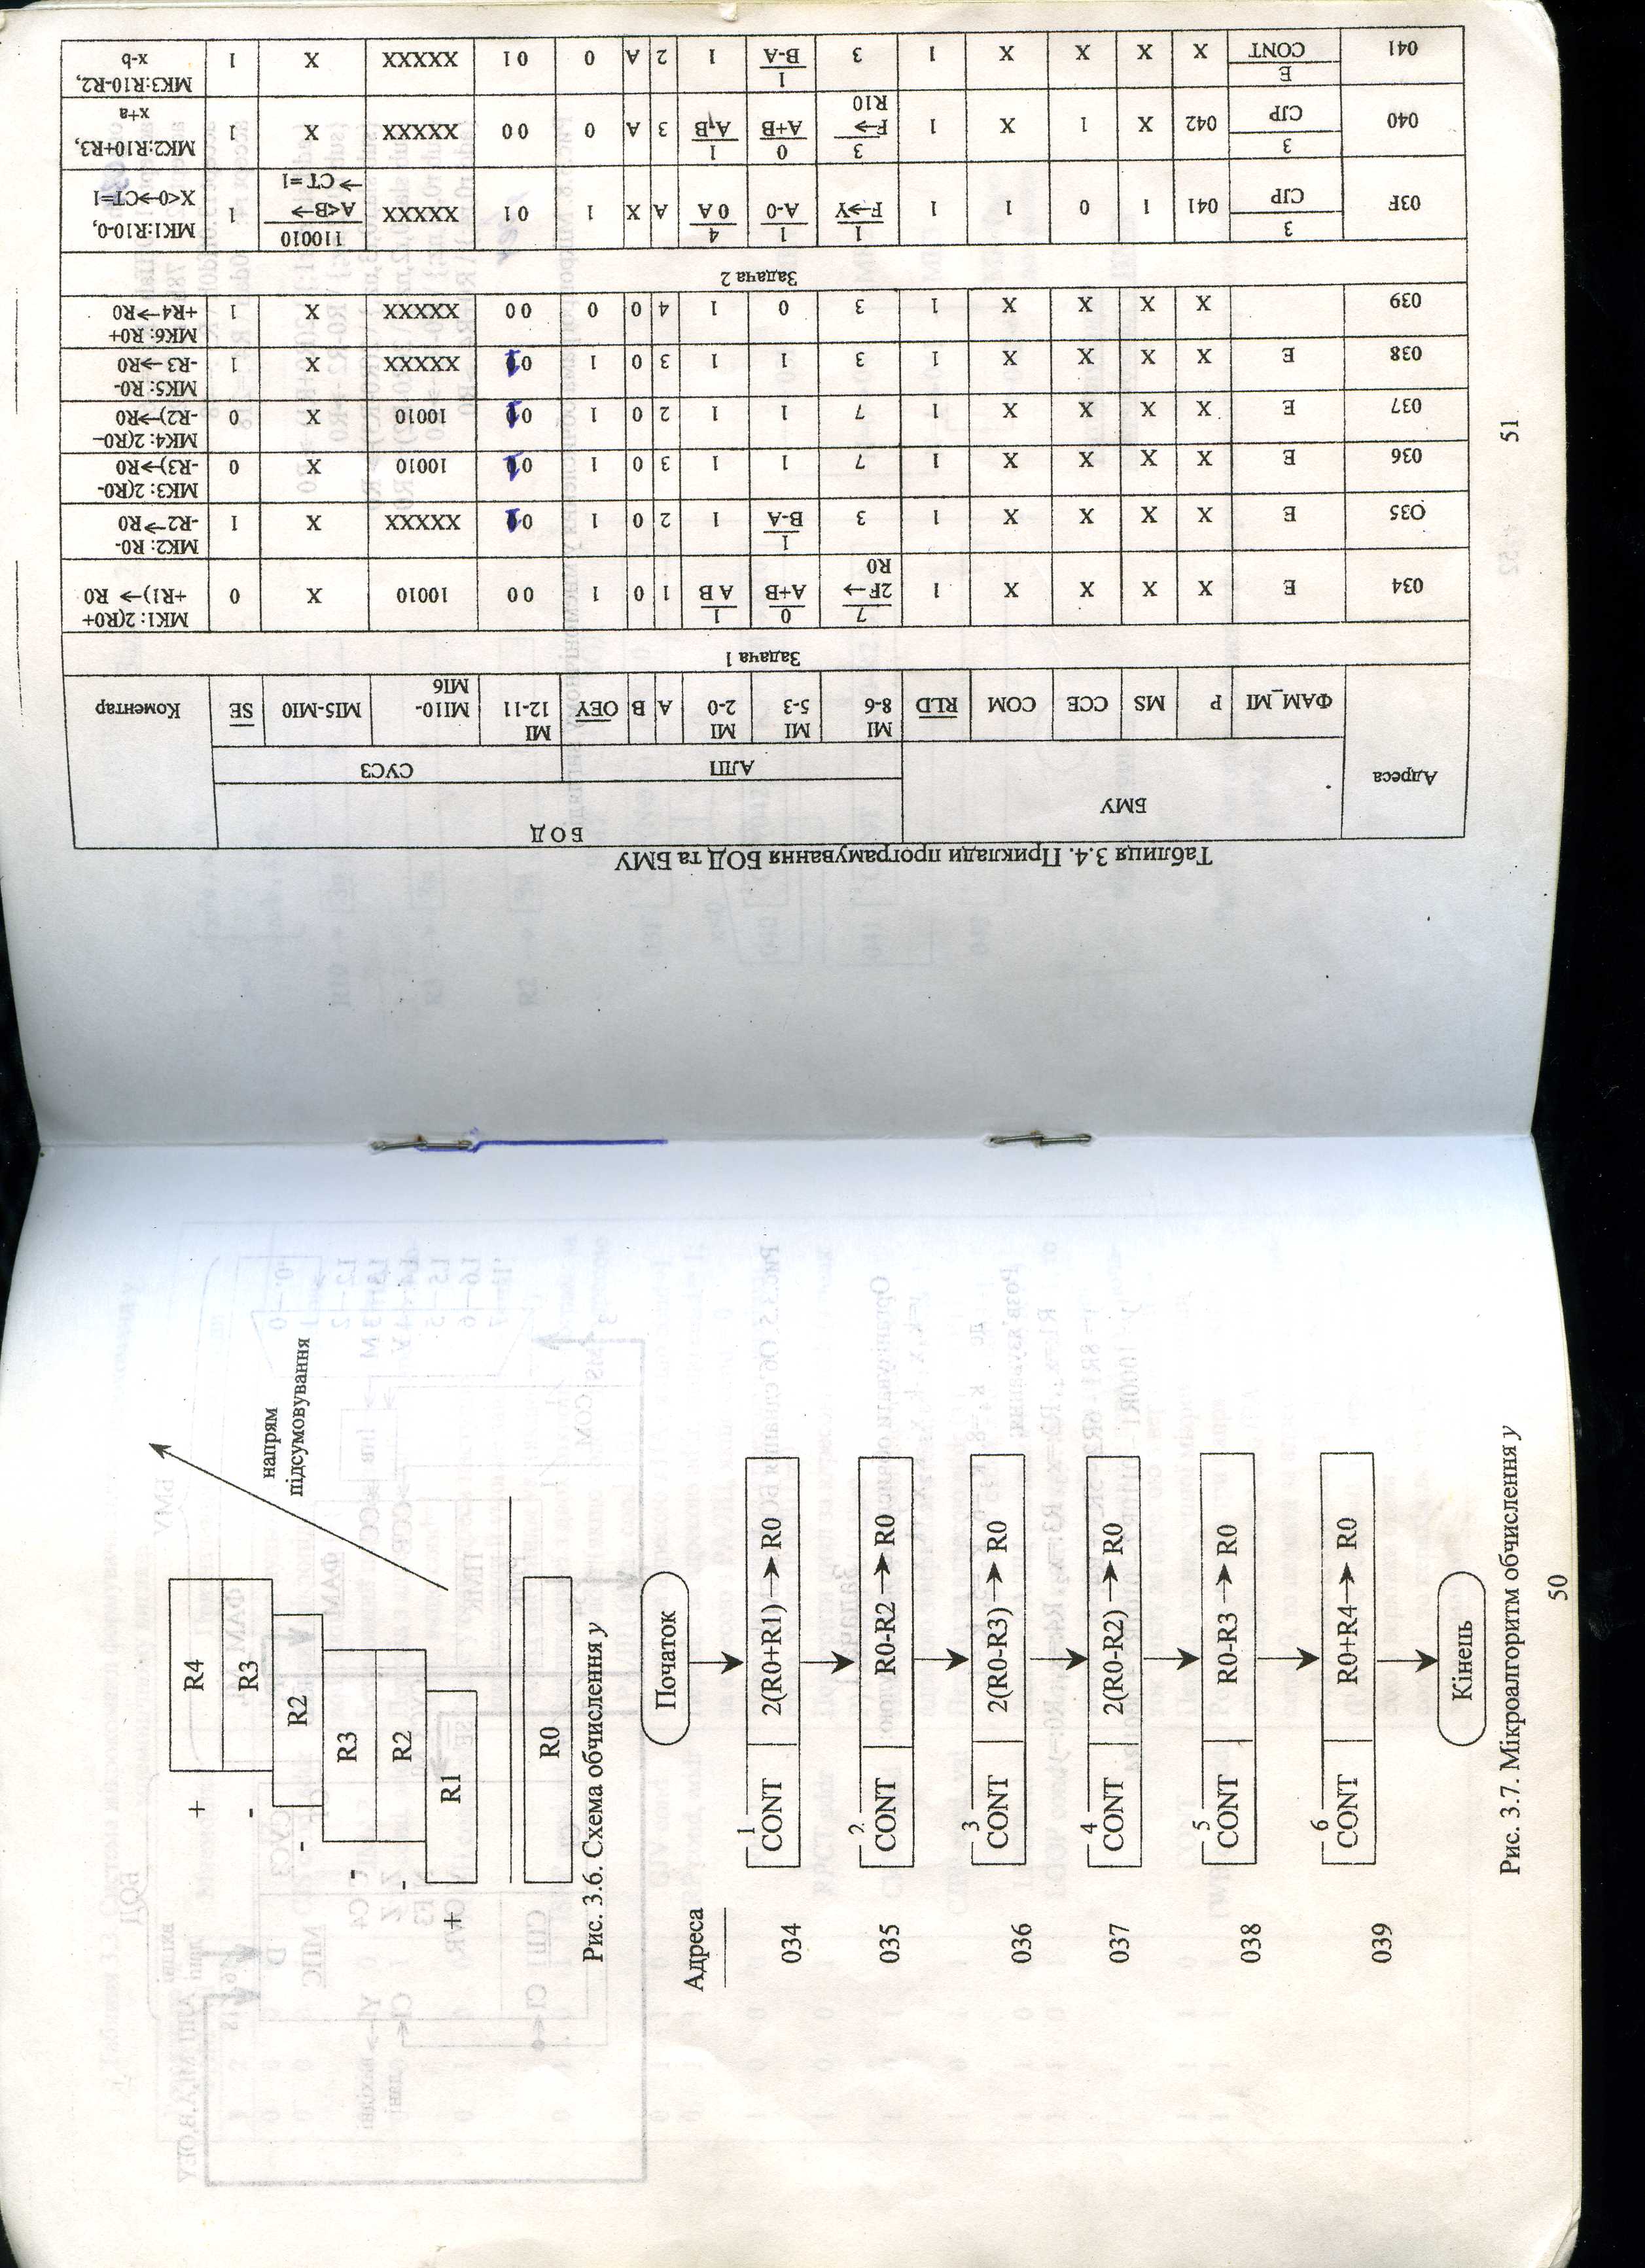 R4
+
R3
-
R2
-
R3
-
R2
-
R1
+
R0
напрям
підсумовування
Рис. 3.6. Схема обчислення y
Початок
Адреса
034 1 CONT 2(R0+R1) → R0
035 2 CONT R0-R2 → R0
036 3 CONT 2(R0-R3) → R0
037 4 CONT 2(R0-R2) → R0
038 5 CONT R0-R3 → R0
039 6 CONT R0+R4 → R0
Кінець
Рис. 3.7. Мікроалгоритм обчислення y
50
Таблиця 3.4. Приклади програмування БОД та БМУ
Адреса БМУ БОД Коментар
АЛП СУСЗ
ФАМ_МІ P MS CCE COM RLD МІ 8-6 МІ 5-3 МІ 2-0 A B OEY МІ 12-11 МІ10-МІ6 МІ5-МІ0 SE
Задача 1
034 E X X X X 1 7 2F→R0 0 A+B 1 A B 1 0 1 0 0 10010 X 0 МК1: 2(R0+ +R1)→ R0
035 E X X X X 1 3 1 B-A 1 2 0 1 XXXXX X 1 МК2: R0- -R2→R0
036 E X X X X 1 7 1 1 3 0 1 10010 X 0 МК3: 2(R0- -R3)→R0
037 E X X X X 1 7 1 1 2 0 1 10010 X 0 МК4: 2(R0– -R2)→R0
038 E X X X X 1 3 1 1 3 0 1 XXXXX X 1 МК5: R0- -R3→R0
039 X X X X 1 3 0 1 4 0 0 0 0 XXXXX X 1 МК6: R0+ +R4→R0
Задача 2
03F 3 CJP 041 1 0 1 1 1 F→Y 1 A-0 4 0 A A X 1 0 1 XXXXX 110010 A<B→ →CT=1 1 МК1:R10-0, X<0→CT=1
040 3 CJP 042 X 1 X 1 3 F→R10 0 A+B 1 A,B 3 A 0 0 0 XXXXX X 1 МК2:R10+R3, x+a
041 E CONT X X X X 1 3 1 B-A 1 2 A 0 0 1 XXXXX X 1 МК3:R10-R2, x-b
51